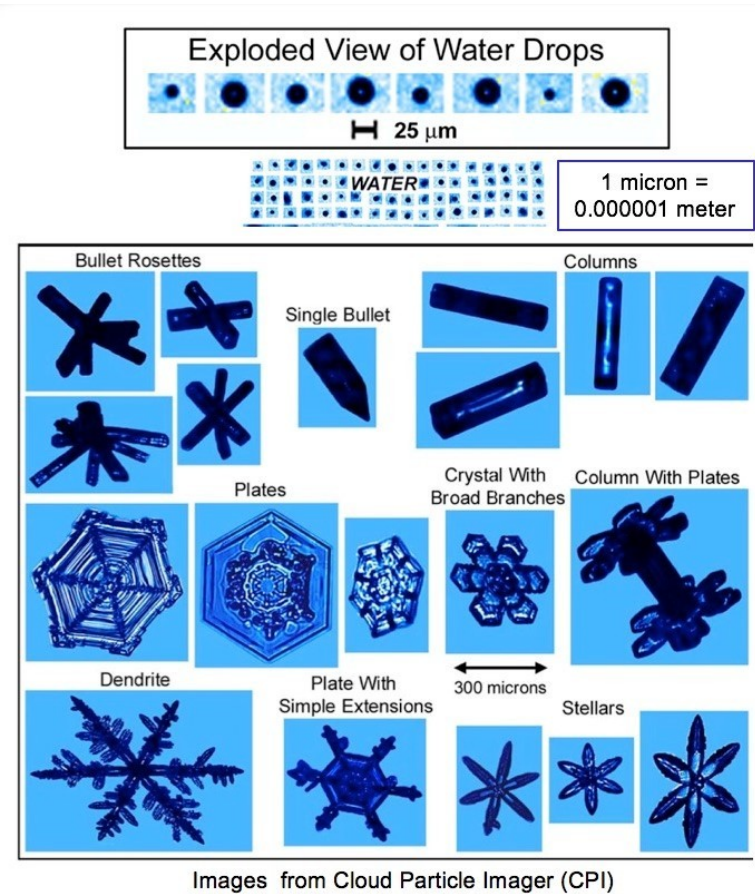 Exploded View of Water Drops
25 µm
WATER
1 micron =
0.000001 meter
Bullet Rosettes
Single Bullet
Columns
Plates
Crystal With
Broad Branches
Column With Plates
300 microns
Dendrite
Plate With
Simple Extensions
Stellars
Images from Cloud Particle Imager (CPI)